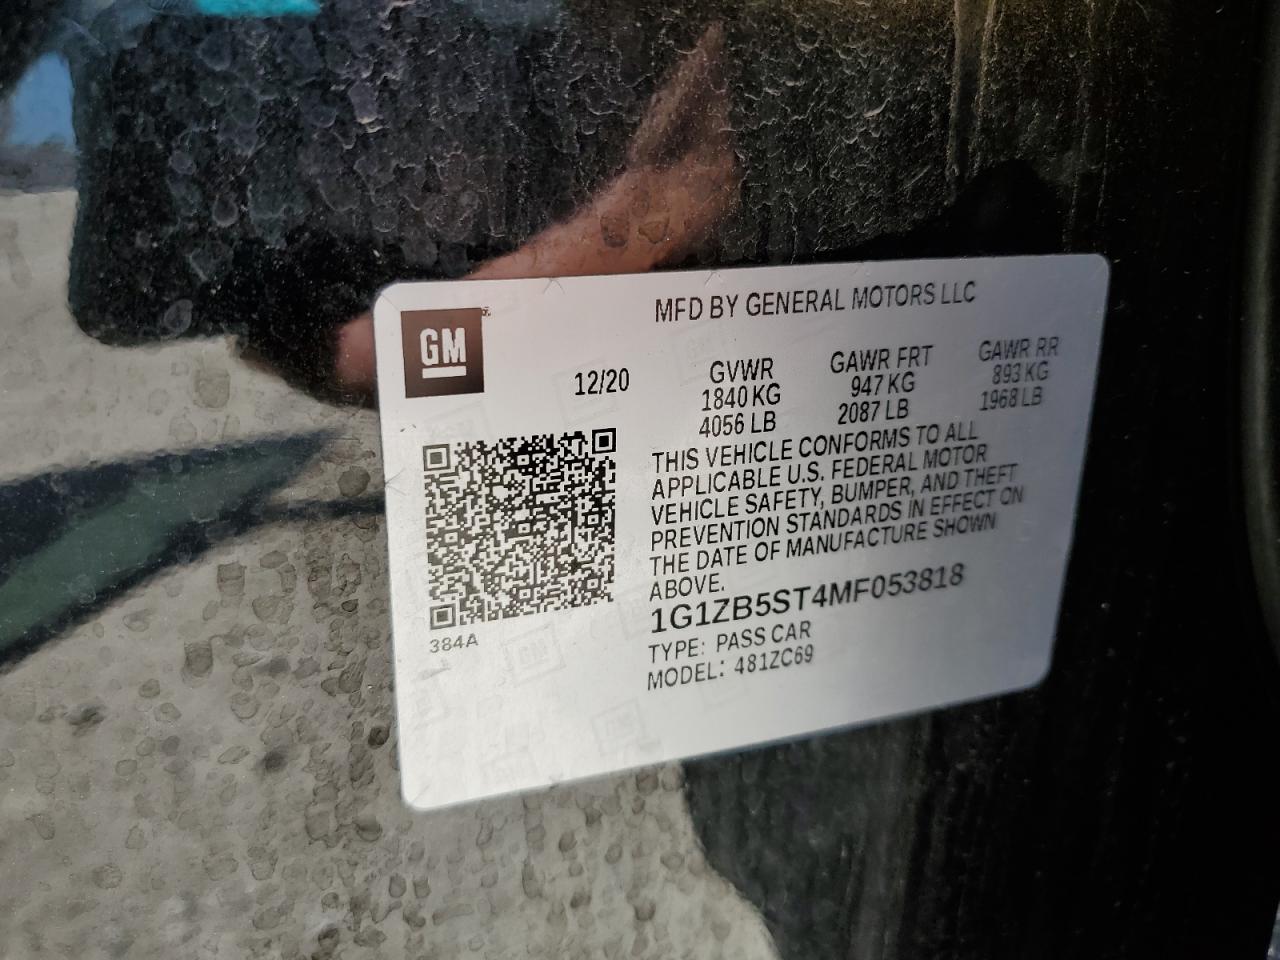 GM
MFD BY GENERAL MOTORS LLC
12/20
GVWR
1840 KG
4056 LB
GAWR FRT
947 KG
2087 LB
GAWR RR
893 KG
1968 LB
THIS VEHICLE CONFORMS TO ALL
APPLICABLE U.S. FEDERAL MOTOR
VEHICLE SAFETY, BUMPER, AND THEFT
PREVENTION STANDARDS IN EFFECT ON
THE DATE OF MANUFACTURE SHOWN
ABOVE.
1G1ZB5ST4MF053818
TYPE: PASS CAR
MODEL: 481ZC69
384A